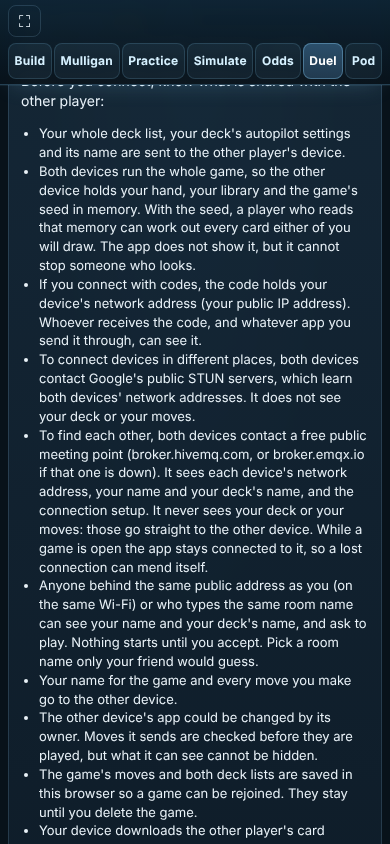 Build
Mulligan
Practice
Simulate
Odds
Duel
Pod
Before you connect, know what is shared with the
other player:
• Your whole deck list, your deck's autopilot settings
and its name are sent to the other player's device.
• Both devices run the whole game, so the other
device holds your hand, your library and the game's
seed in memory. With the seed, a player who reads
that memory can work out every card either of you
will draw. The app does not show it, but it cannot
stop someone who looks.
• If you connect with codes, the code holds your
device's network address (your public IP address).
Whoever receives the code, and whatever app you
send it through, can see it.
• To connect devices in different places, both devices
contact Google's public STUN servers, which learn
both devices' network addresses. It does not see
your deck or your moves.
• To find each other, both devices contact a free public
meeting point (broker.hivemq.com, or broker.emqx.io
if that one is down). It sees each device's network
address, your name and your deck's name, and the
connection setup. It never sees your deck or your
moves: those go straight to the other device. While a
game is open the app stays connected to it, so a lost
connection can mend itself.
• Anyone behind the same public address as you (on
the same Wi-Fi) or who types the same room name
can see your name and your deck's name, and ask to
play. Nothing starts until you accept. Pick a room
name only your friend would guess.
• Your name for the game and every move you make
go to the other device.
• The other device's app could be changed by its
owner. Moves it sends are checked before they are
played, but what it can see cannot be hidden.
• The game's moves and both deck lists are saved in
this browser so a game can be rejoined. They stay
until you delete the game.
• Your device downloads the other player's card